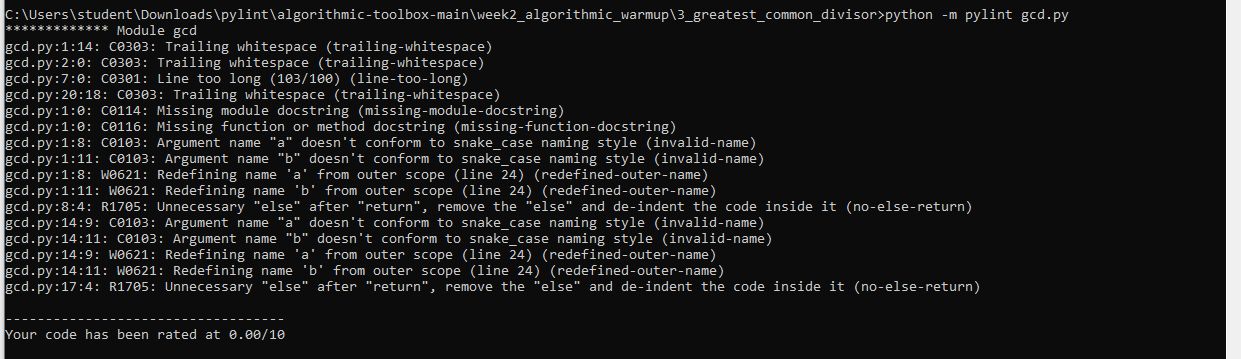 C:\Users\student\Downloads\pylint\algorithmic-toolbox-main\week2_algorithmic_warmup\3_greatest_common_divisor>python -m pylint gcd.py
************* Module gcd
gcd.py:1:14: C0303: Trailing whitespace (trailing-whitespace)
gcd.py:2:0: C0303: Trailing whitespace (trailing-whitespace)
gcd.py:7:0: C0301: Line too long (103/100) (line-too-long)
gcd.py:20:18: C0303: Trailing whitespace (trailing-whitespace)
gcd.py:1:0: C0114: Missing module docstring (missing-module-docstring)
gcd.py:1:0: C0116: Missing function or method docstring (missing-function-docstring)
gcd.py:1:8: C0103: Argument name "a" doesn't conform to snake_case naming style (invalid-name)
gcd.py:1:11: C0103: Argument name "b" doesn't conform to snake_case naming style (invalid-name)
gcd.py:1:8: W0621: Redefining name 'a' from outer scope (line 24) (redefined-outer-name)
gcd.py:1:11: W0621: Redefining name 'b' from outer scope (line 24) (redefined-outer-name)
gcd.py:8:4: R1705: Unnecessary "else" after "return", remove the "else" and de-indent the code inside it (no-else-return)
gcd.py:14:9: C0103: Argument name "a" doesn't conform to snake_case naming style (invalid-name)
gcd.py:14:11: C0103: Argument name "b" doesn't conform to snake_case naming style (invalid-name)
gcd.py:14:9: W0621: Redefining name 'a' from outer scope (line 24) (redefined-outer-name)
gcd.py:14:11: W0621: Redefining name 'b' from outer scope (line 24) (redefined-outer-name)
gcd.py:17:4: R1705: Unnecessary "else" after "return", remove the "else" and de-indent the code inside it (no-else-return)
-----------------------------------
Your code has been rated at 0.00/10